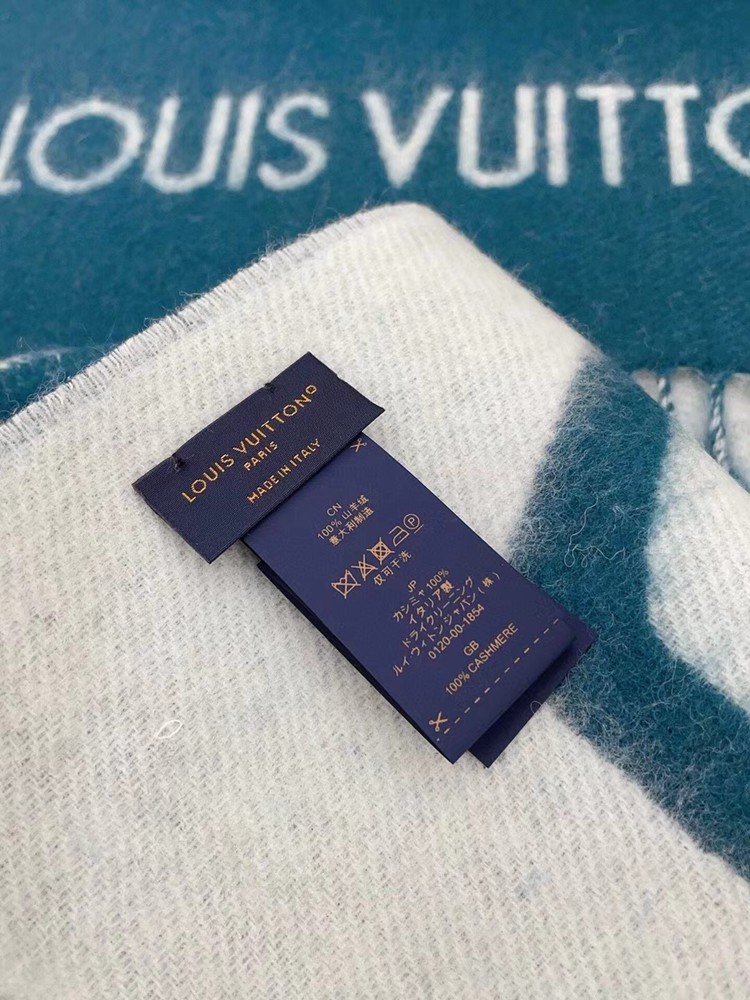 LOUIS VUITTO
LOUIS VUITTON
PARIS
MADE IN ITALY
CN
100% 山羊绒
意大利制造
P
仅可干洗
JP
カシミヤ 100%
イタリア製
ドライクリーニング
ルイ・ヴィトンジャパン(株)
0120-00-1854
GB
100% CASHMERE